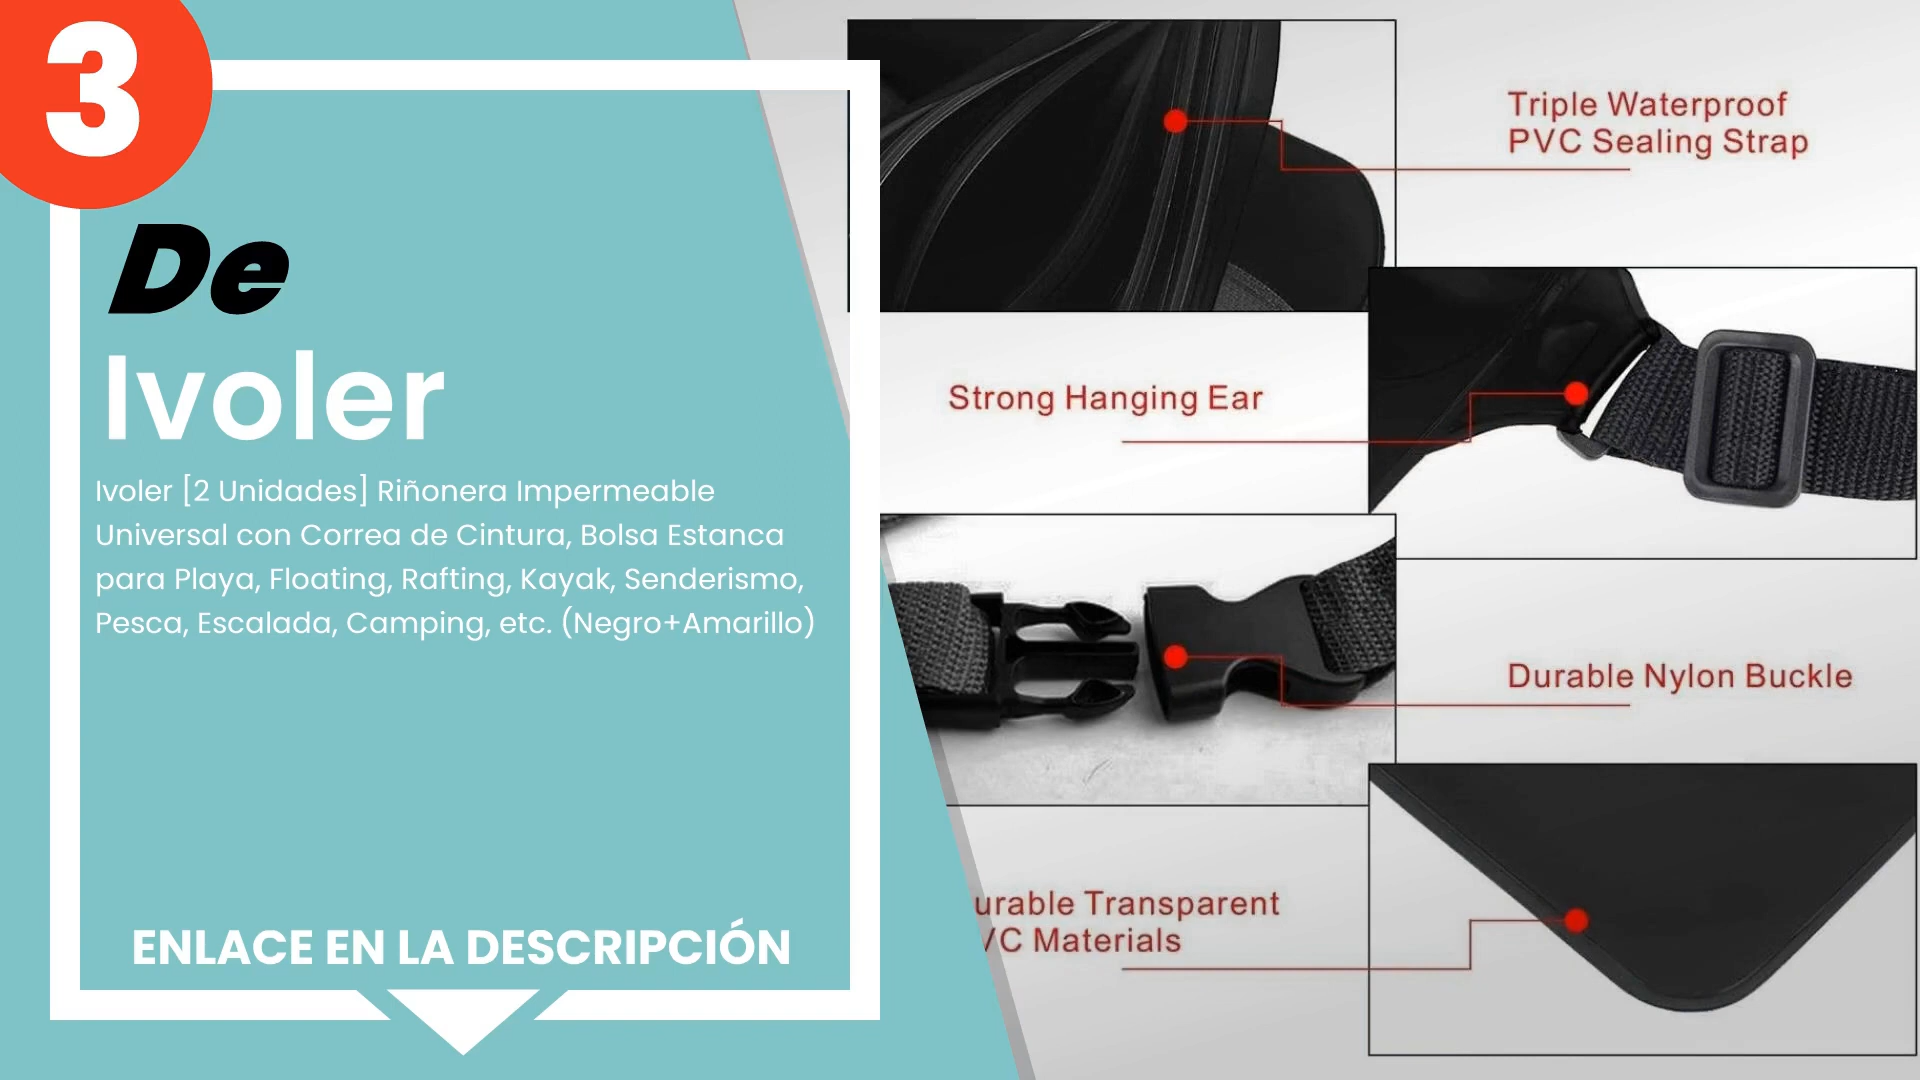 3
De
Ivoler
Ivoler [2 Unidades] Riñonera Impermeable
Universal con Correa de Cintura, Bolsa Estanca
para Playa, Floating, Rafting, Kayak, Senderismo,
Pesca, Escalada, Camping, etc. (Negro+Amarillo)
ENLACE EN LA DESCRIPCIÓN
Triple Waterproof
PVC Sealing Strap
Strong Hanging Ear
Durable Nylon Buckle
urable Transparent
VC Materials